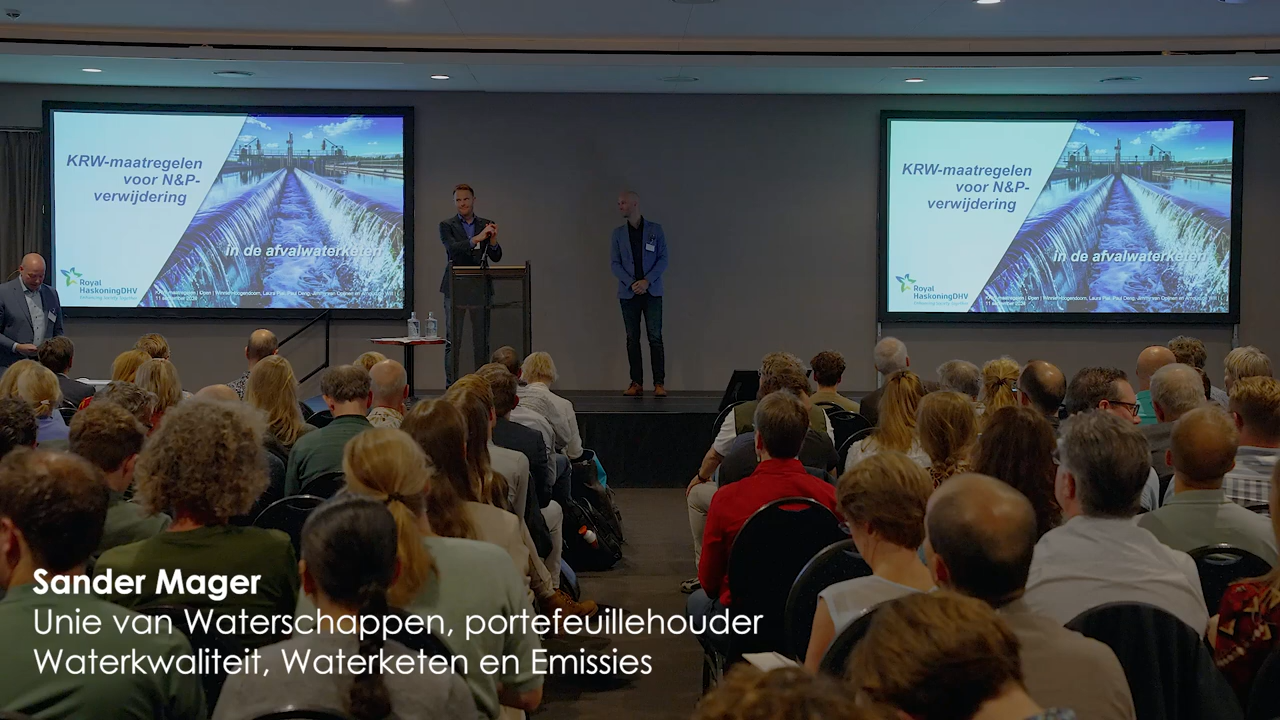 KRW-maatregelen
voor N&P-
verwijdering
in de afvalwaterketen
Royal
HaskoningDHV
KRW-maatregelen
voor N&P-
verwijdering
in de afvalwaterketen
Royal
HaskoningDHV
Sander Mager
Unie van Waterschappen, portefeuillehouder
Waterkwaliteit, Waterketen en Emissies